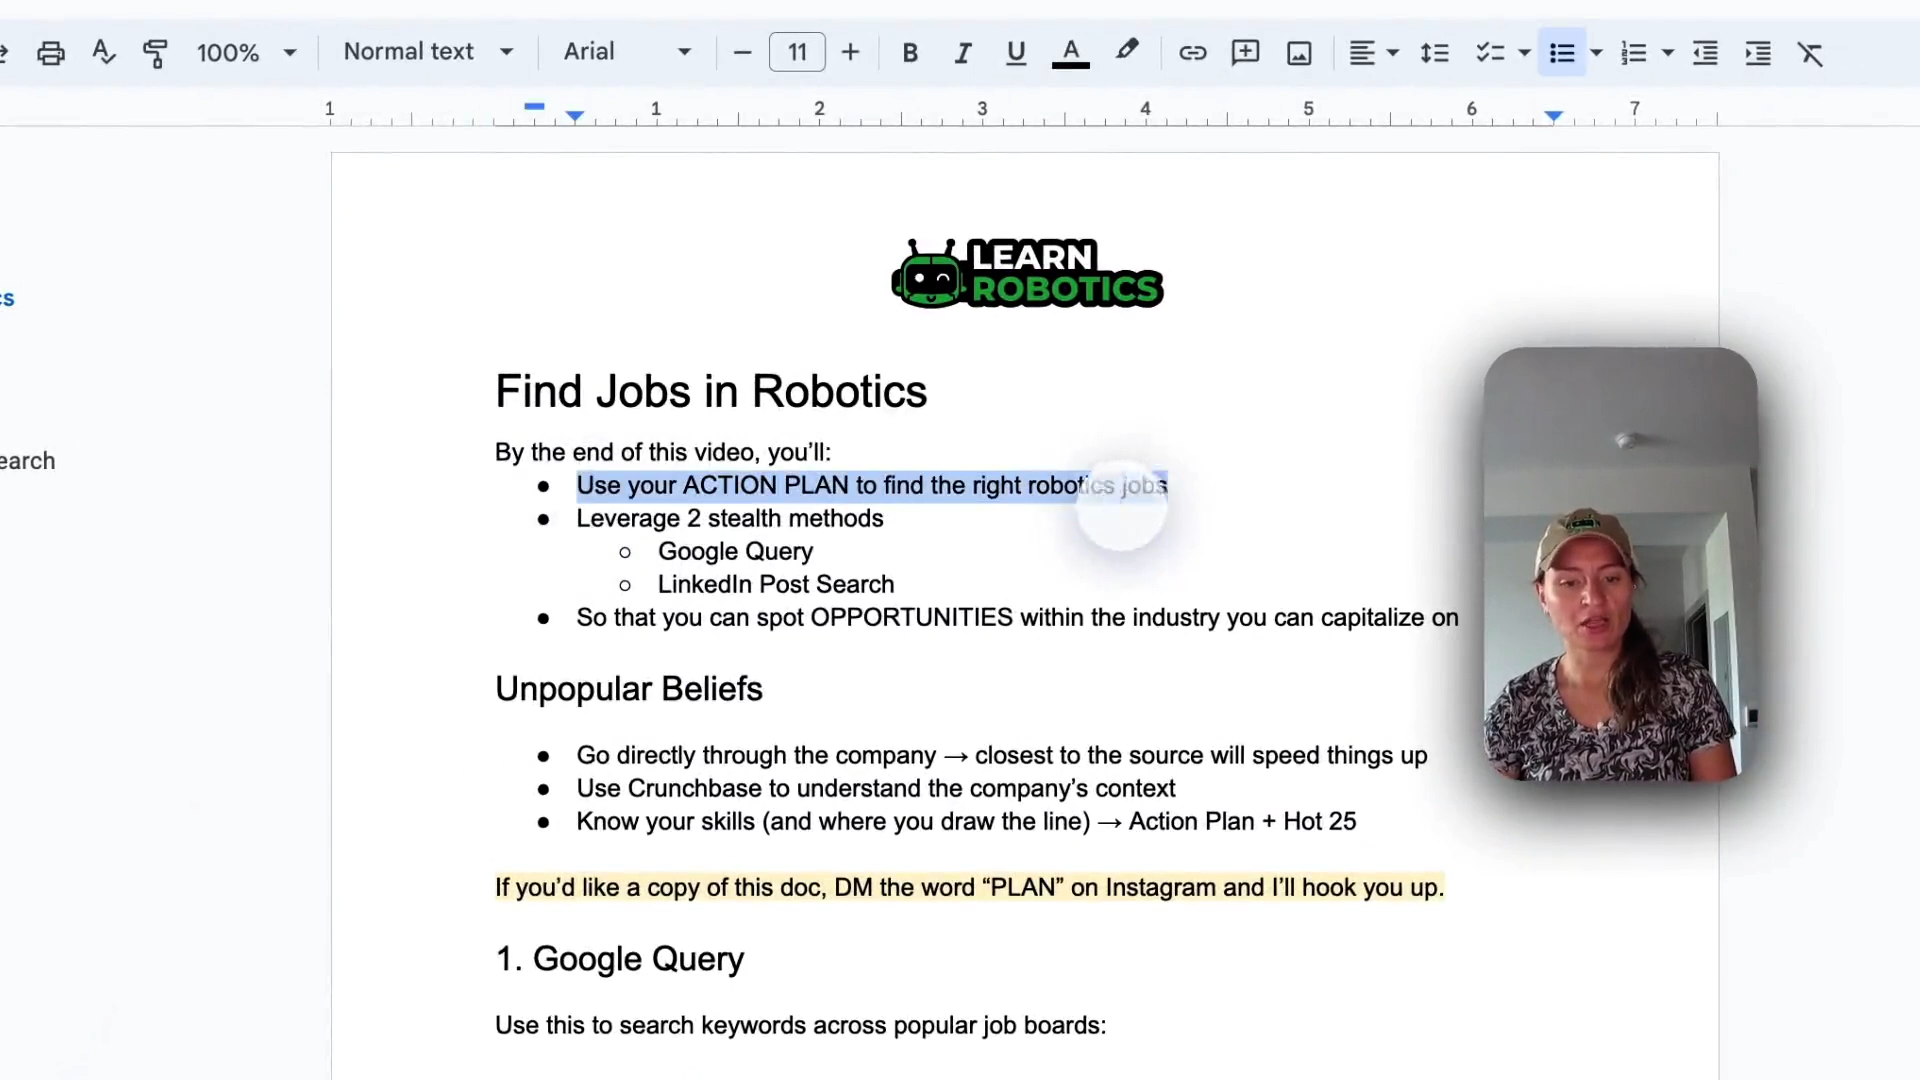 100% Normal text Arial 11
1 1 2 3 4 5 6 7
LEARN
ROBOTICS
cs
Find Jobs in Robotics
By the end of this video, you’ll:
earch
● Use your ACTION PLAN to find the right robotics jobs
● Leverage 2 stealth methods
○ Google Query
○ LinkedIn Post Search
● So that you can spot OPPORTUNITIES within the industry you can capitalize on
Unpopular Beliefs
● Go directly through the company → closest to the source will speed things up
● Use Crunchbase to understand the company’s context
● Know your skills (and where you draw the line) → Action Plan + Hot 25
If you’d like a copy of this doc, DM the word “PLAN” on Instagram and I’ll hook you up.
1. Google Query
Use this to search keywords across popular job boards: